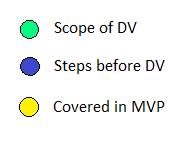 Scope of DV
Steps before DV
Covered in MVP